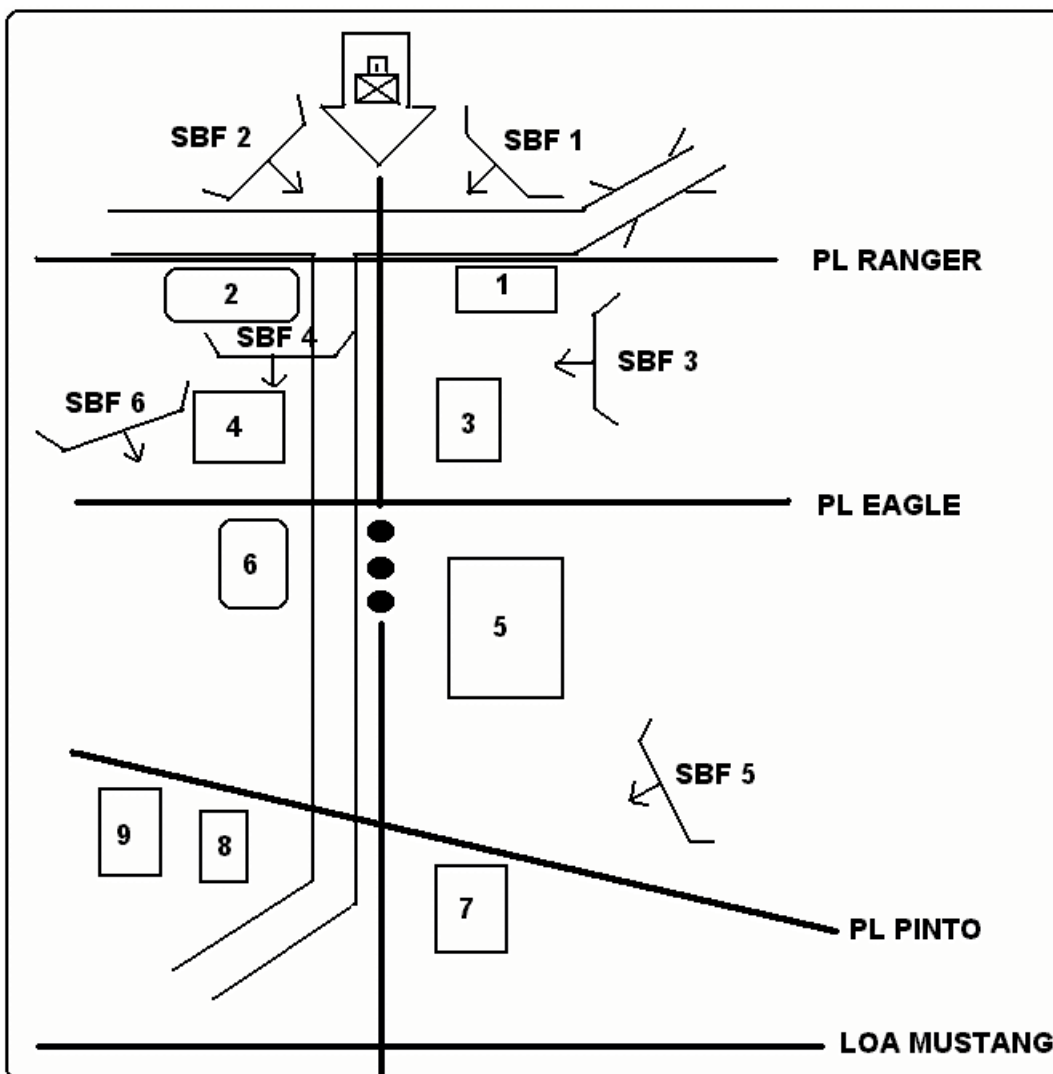 SBF 2
SBF 1
PL RANGER
2
1
SBF 4
SBF 3
SBF 6
4
3
PL EAGLE
6
5
SBF 5
9
8
7
PL PINTO
LOA MUSTANG